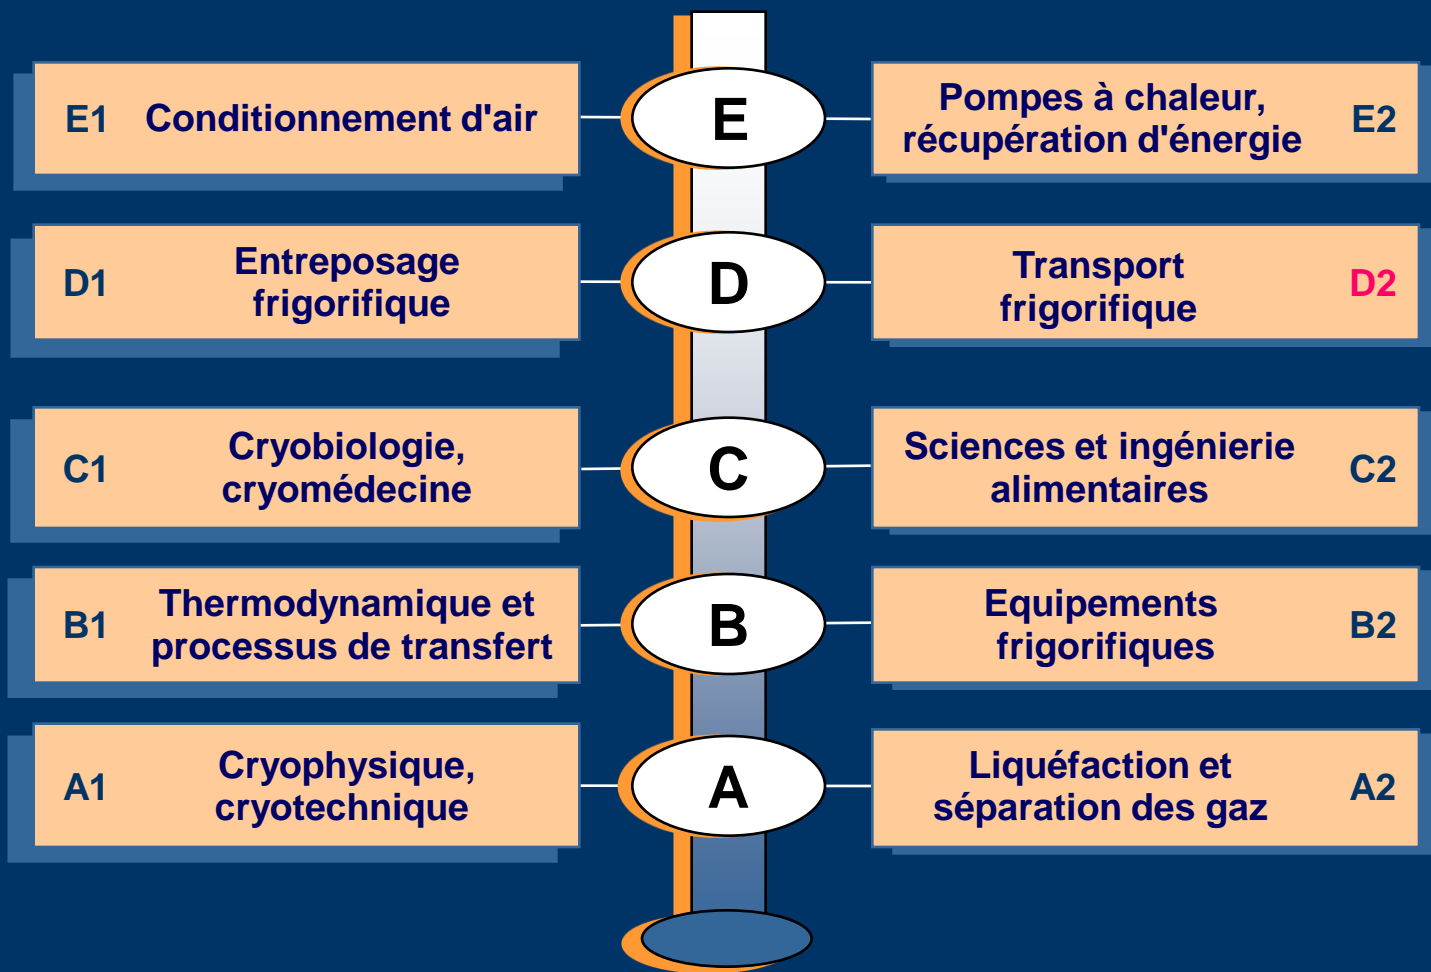 E1
Conditionnement d'air
E
Pompes à chaleur,
récupération d'énergie
E2
D1
Entreposage
frigorifique
D
Transport
frigorifique
D2
C1
Cryobiologie,
cryomédecine
C
Sciences et ingénierie
alimentaires
C2
B1
Thermodynamique et
processus de transfert
B
Equipements
frigorifiques
B2
A1
Cryophysique,
cryotechnique
A
Liquéfaction et
séparation des gaz
A2